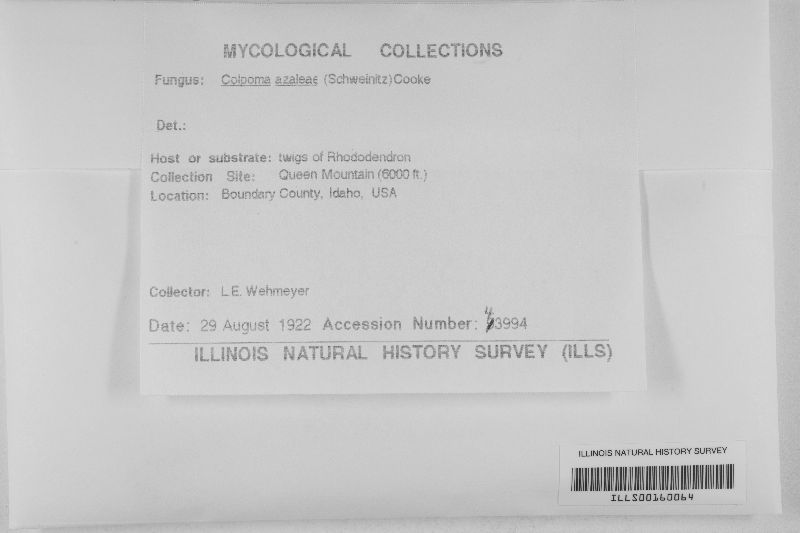 MYCOLOGICAL COLLECTIONS
Fungus: Colpoma azaleae (Schweinitz) Cooke
Det.:
Host or substrate: twigs of Rhododendron
Collection Site: Queen Mountain (6000 ft.)
Location: Boundary County, Idaho, USA
Collector: L.E. Wehmeyer
Date: 29 August 1922 Accession Number: 43994
ILLINOIS NATURAL HISTORY SURVEY (ILLS)
ILLINOIS NATURAL HISTORY SURVEY
ILLS00160064